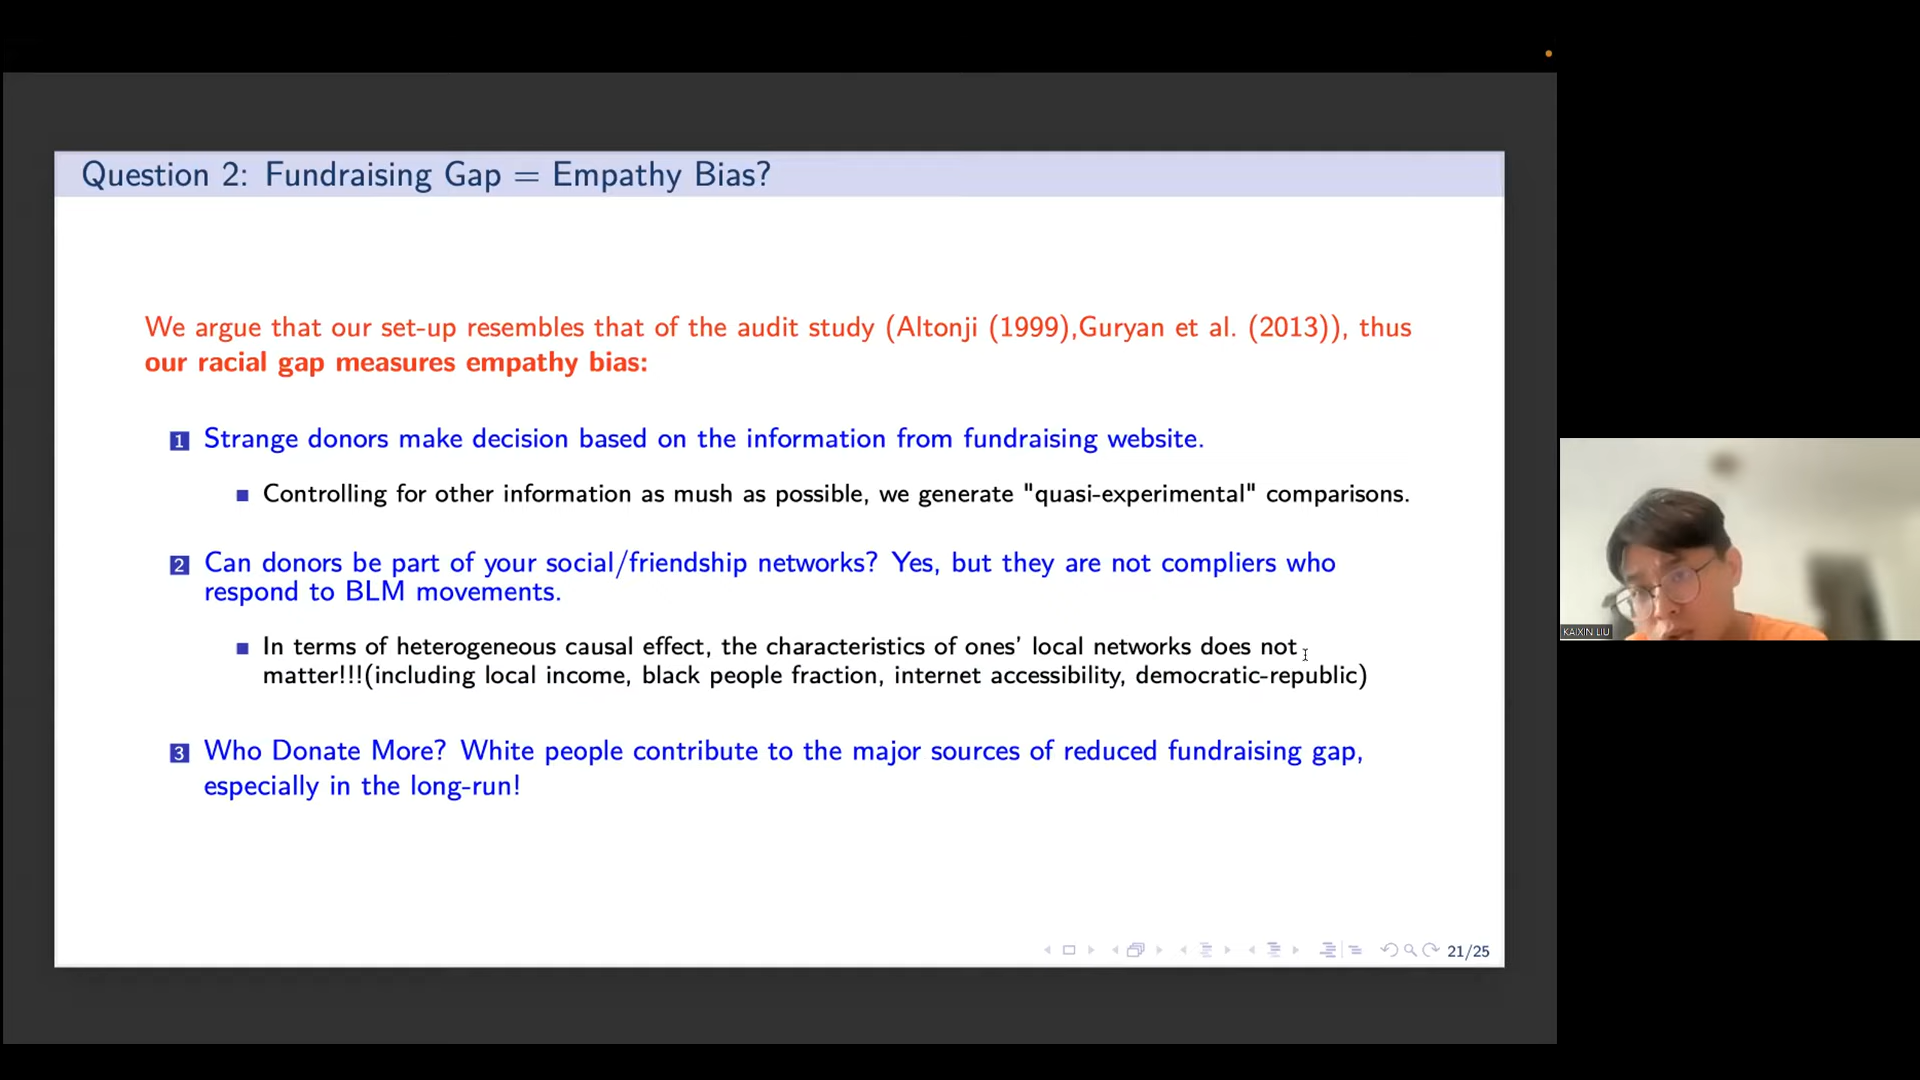 Question 2: Fundraising Gap = Empathy Bias?
We argue that our set-up resembles that of the audit study (Altonji (1999),Guryan et al. (2013)), thus
our racial gap measures empathy bias:
1 Strange donors make decision based on the information from fundraising website.
Controlling for other information as mush as possible, we generate "quasi-experimental" comparisons.
2 Can donors be part of your social/friendship networks? Yes, but they are not compliers who
respond to BLM movements.
In terms of heterogeneous causal effect, the characteristics of ones' local networks does not
matter!!!(including local income, black people fraction, internet accessibility, democratic-republic)
3 Who Donate More? White people contribute to the major sources of reduced fundraising gap,
especially in the long-run!
21/25
KAIXIN LIU